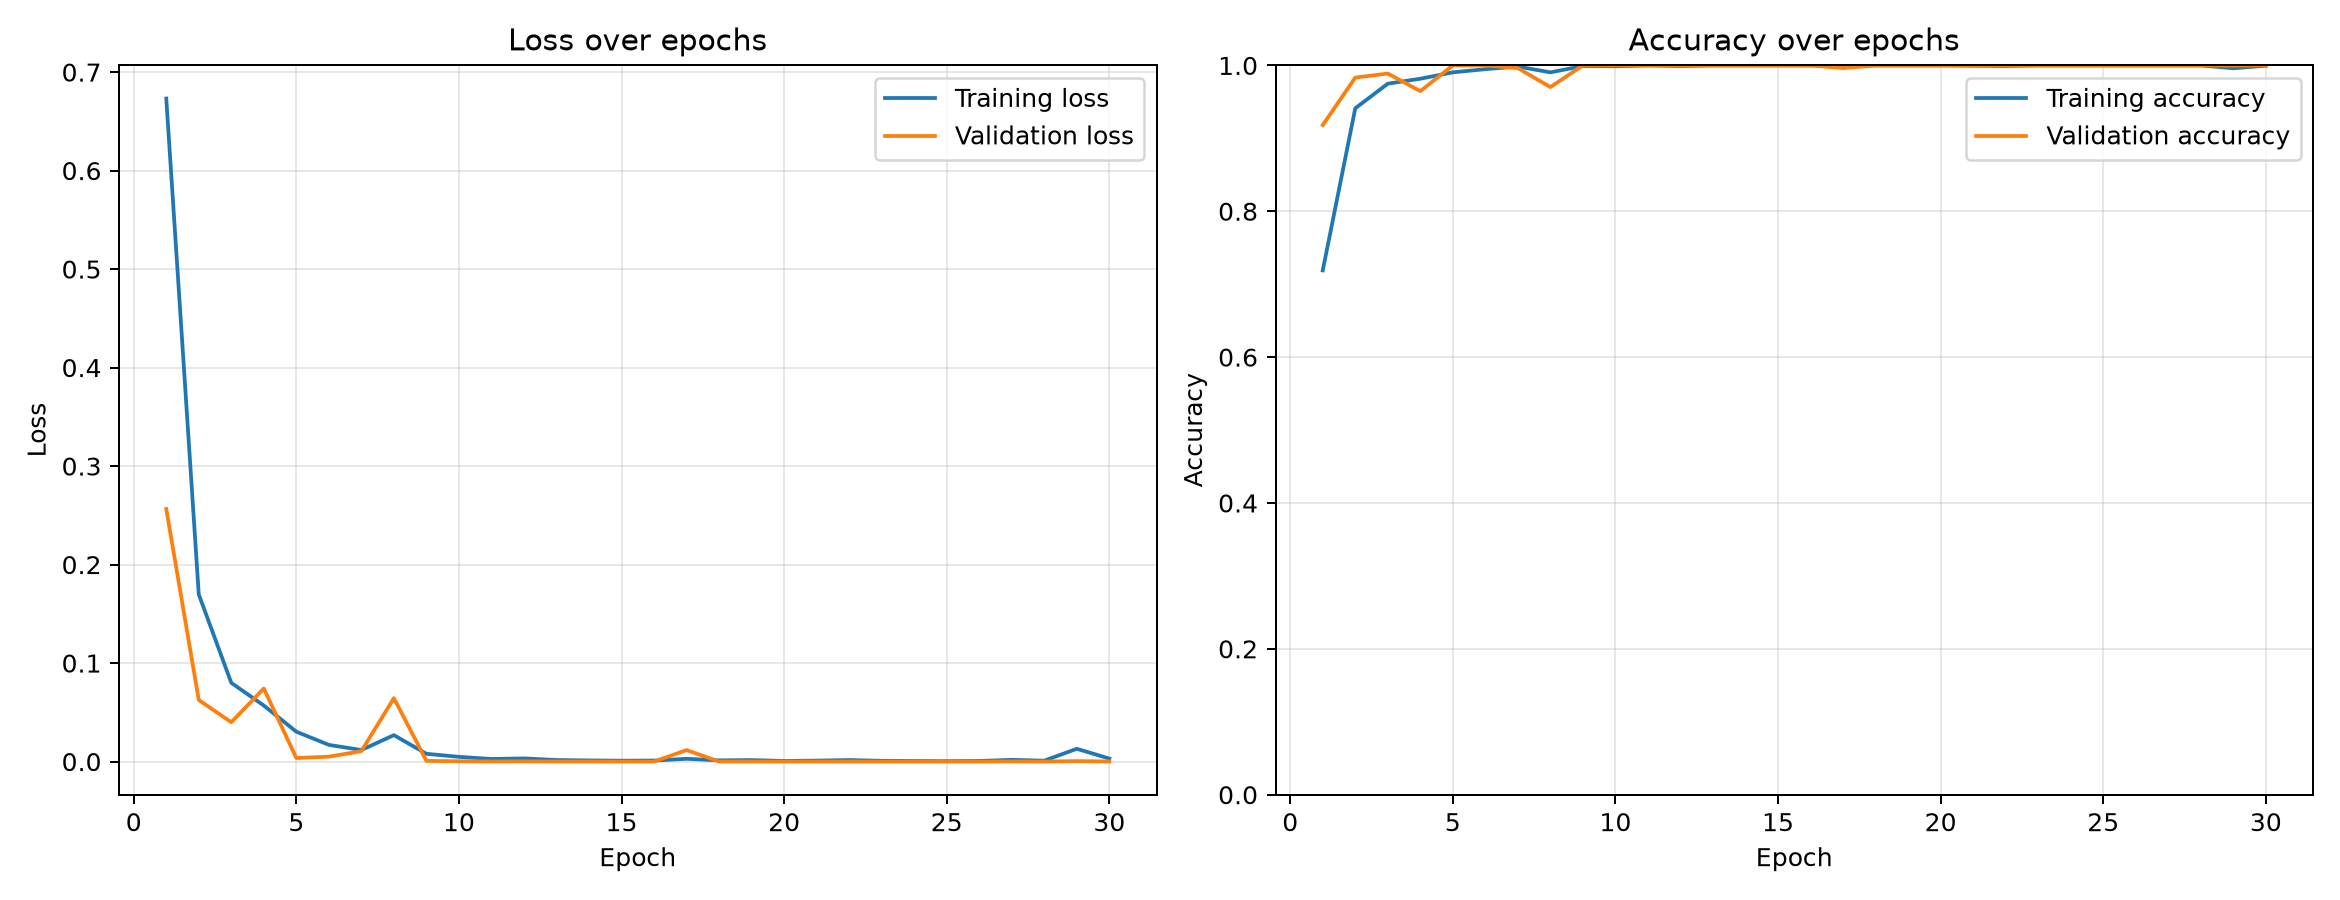 Loss over epochs
0.7
0.6
0.5
0.4
0.3
0.2
0.1
0.0
Loss
0 5 10 15 20 25 30
Epoch
Training loss
Validation loss
Accuracy over epochs
1.0
0.8
0.6
0.4
0.2
0.0
Accuracy
0 5 10 15 20 25 30
Epoch
Training accuracy
Validation accuracy